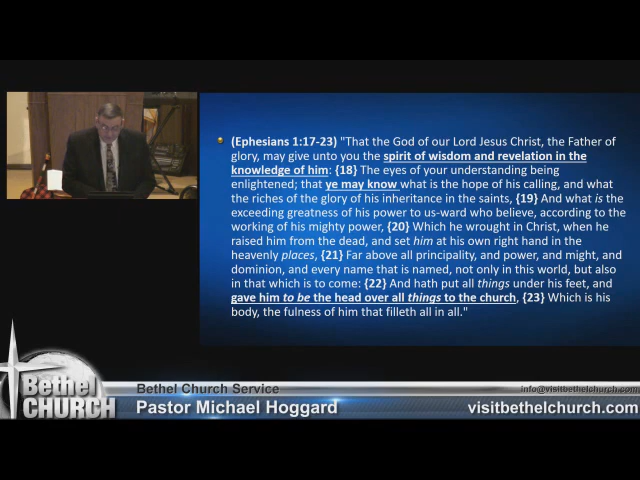 (Ephesians 1:17-23) "That the God of our Lord Jesus Christ, the Father of
glory, may give unto you the spirit of wisdom and revelation in the
knowledge of him: {18} The eyes of your understanding being
enlightened; that ye may know what is the hope of his calling, and what
the riches of the glory of his inheritance in the saints, {19} And what is the
exceeding greatness of his power to us-ward who believe, according to the
working of his mighty power, {20} Which he wrought in Christ, when he
raised him from the dead, and set him at his own right hand in the
heavenly places, {21} Far above all principality, and power, and might, and
dominion, and every name that is named, not only in this world, but also
in that which is to come: {22} And hath put all things under his feet, and
gave him to be the head over all things to the church, {23} Which is his
body, the fulness of him that filleth all in all."
Bethel
CHURCH
Bethel Church Service
info@visitbethelchurch.com
Pastor Michael Hoggard
visitbethelchurch.com